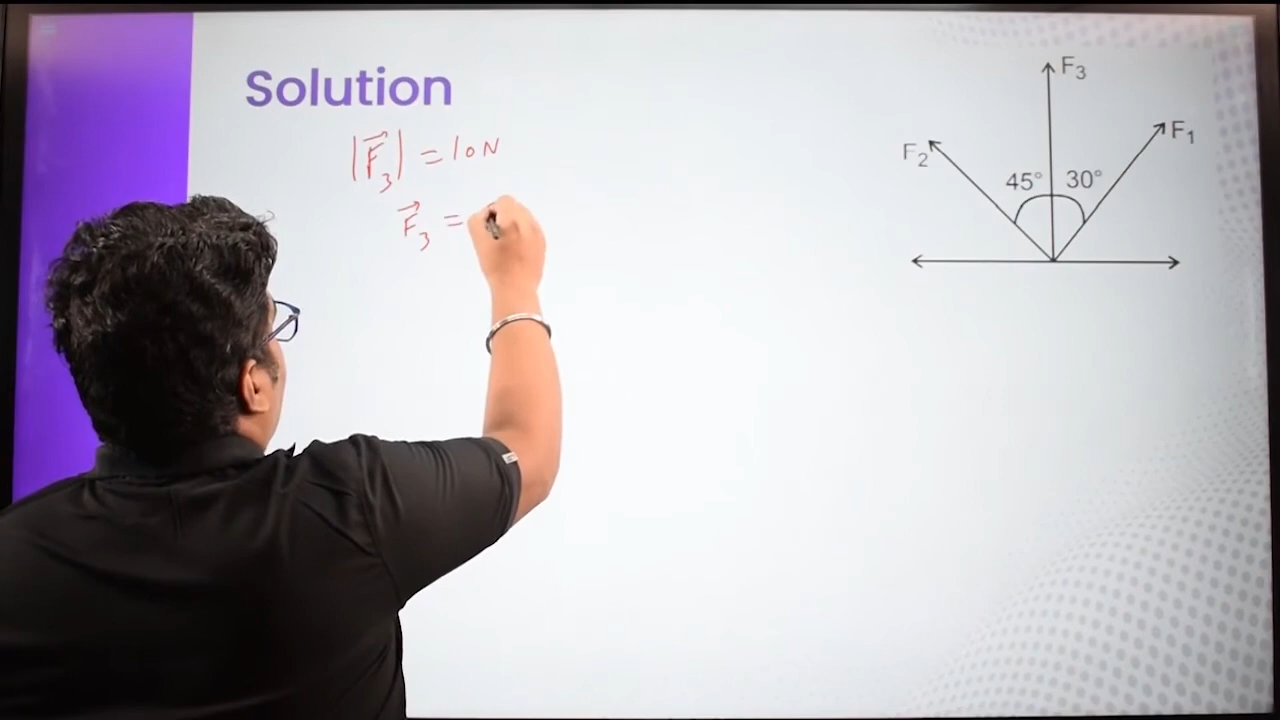 Solution
|F⃗₃| = 10N
F⃗₃ =
F₃
F₁
F₂
45° 30°